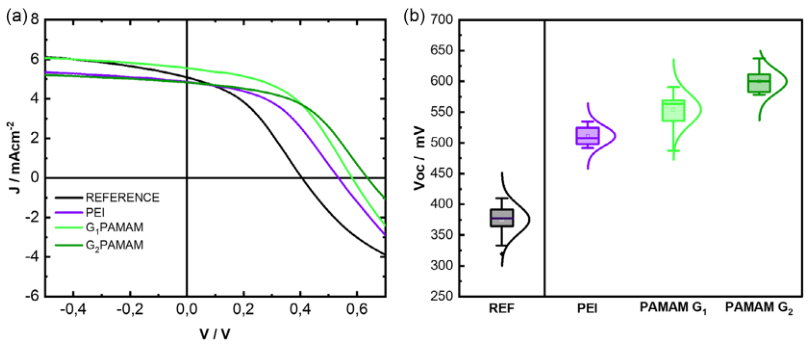 (a)
J / mAcm⁻²
6
4
2
0
-2
-4
-6
REFERENCE
PEI
G₁PAMAM
G₂PAMAM
-0,4 -0,2 0,0 0,2 0,4 0,6
V / V
(b)
Voc / mV
700
650
600
550
500
450
400
350
300
250
REF PEI PAMAM G₁ PAMAM G₂